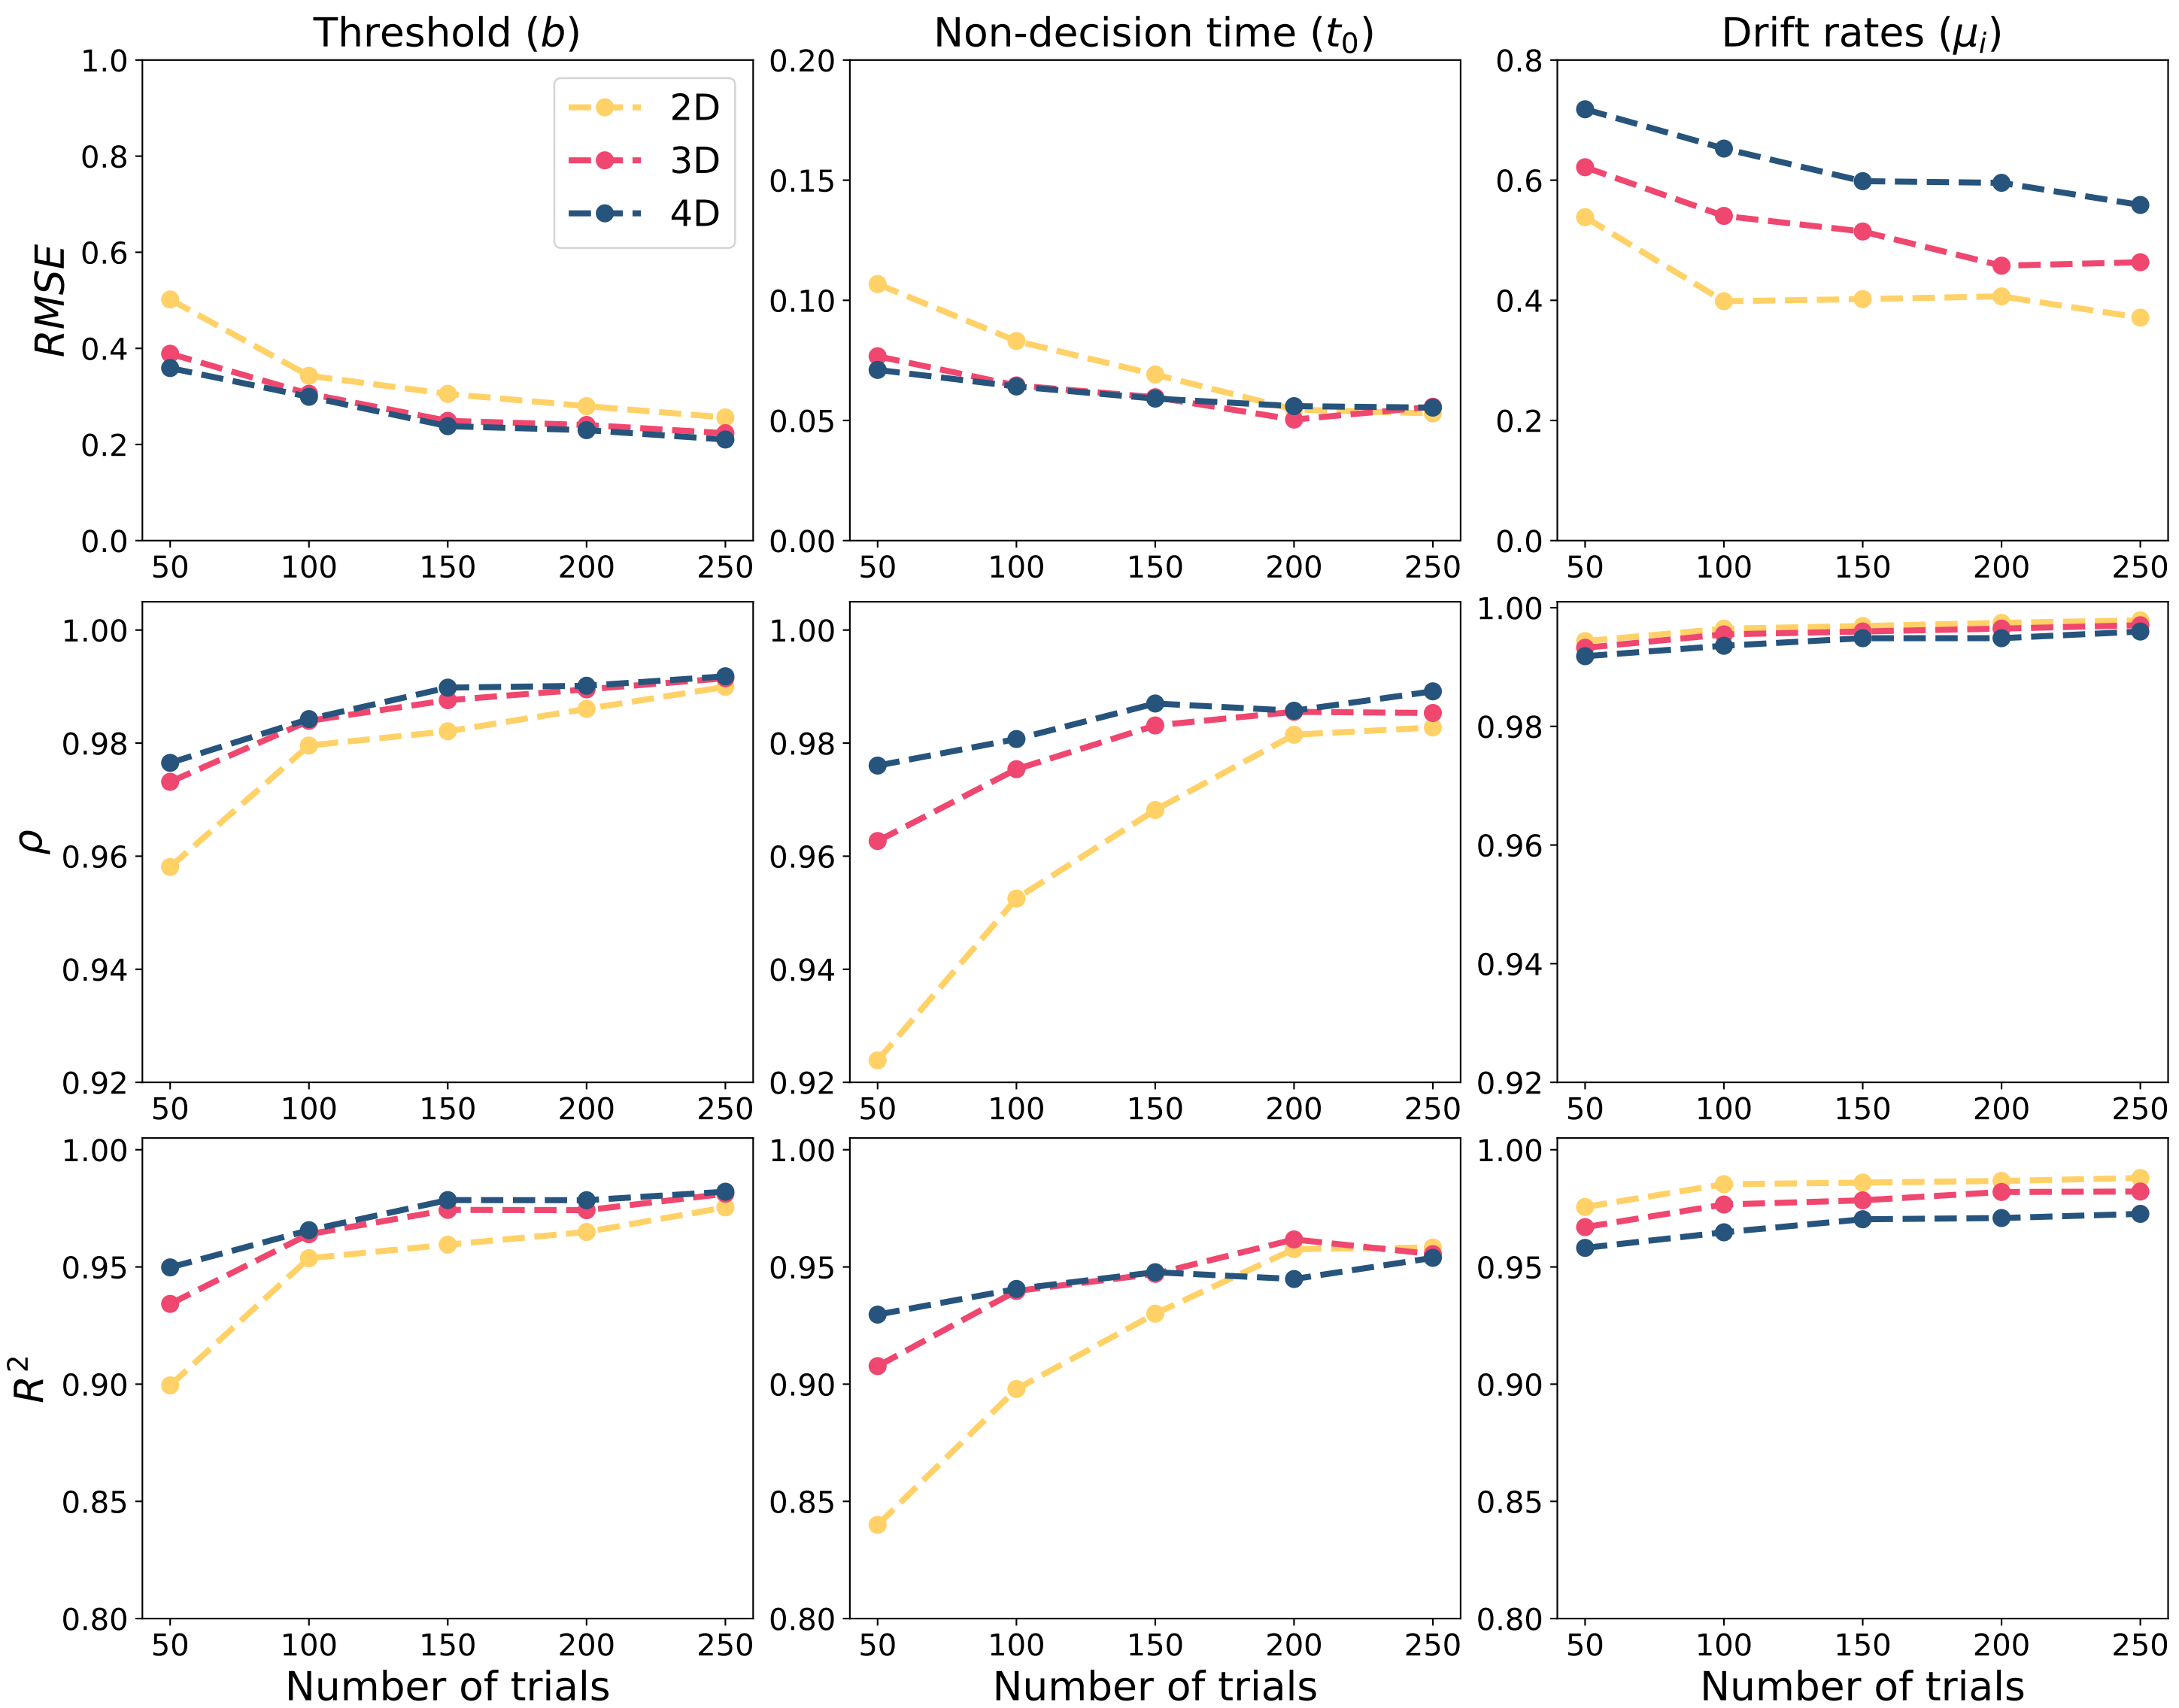 Threshold (b)
Non-decision time (t₀)
Drift rates (μᵢ)
RMSE
1.0
0.8
0.6
0.4
0.2
0.0
50 100 150 200 250
2D
3D
4D
0.20
0.15
0.10
0.05
0.00
50 100 150 200 250
0.8
0.6
0.4
0.2
0.0
50 100 150 200 250
ρ
1.00
0.98
0.96
0.94
0.92
50 100 150 200 250
1.00
0.98
0.96
0.94
0.92
50 100 150 200 250
1.00
0.98
0.96
0.94
0.92
50 100 150 200 250
R²
1.00
0.95
0.90
0.85
0.80
50 100 150 200 250
Number of trials
1.00
0.95
0.90
0.85
0.80
50 100 150 200 250
Number of trials
1.00
0.95
0.90
0.85
0.80
50 100 150 200 250
Number of trials